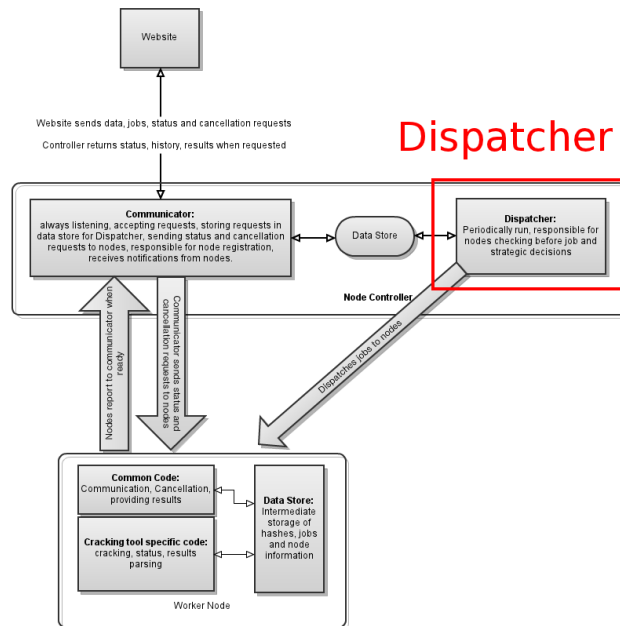 Website
Website sends data, jobs, status and cancellation requests
Controller returns status, history, results when requested
Dispatcher
Communicator:
always listening, accepting requests, storing requests in
data store for Dispatcher, sending status and cancellation
requests to nodes, responsible for node registration,
receives notifications from nodes.
Data Store
Dispatcher:
Periodically run, responsible for
nodes checking before job and
strategic decisions
Node Controller
Nodes report to communicator when
ready
Communicator sends status and
cancellation requests to nodes
Dispatches jobs to nodes
Common Code:
Communication, Cancellation,
providing results
Cracking tool specific code:
cracking, status, results
parsing
Data Store:
Intermediate
storage of
hashes, jobs
and node
information
Worker Node